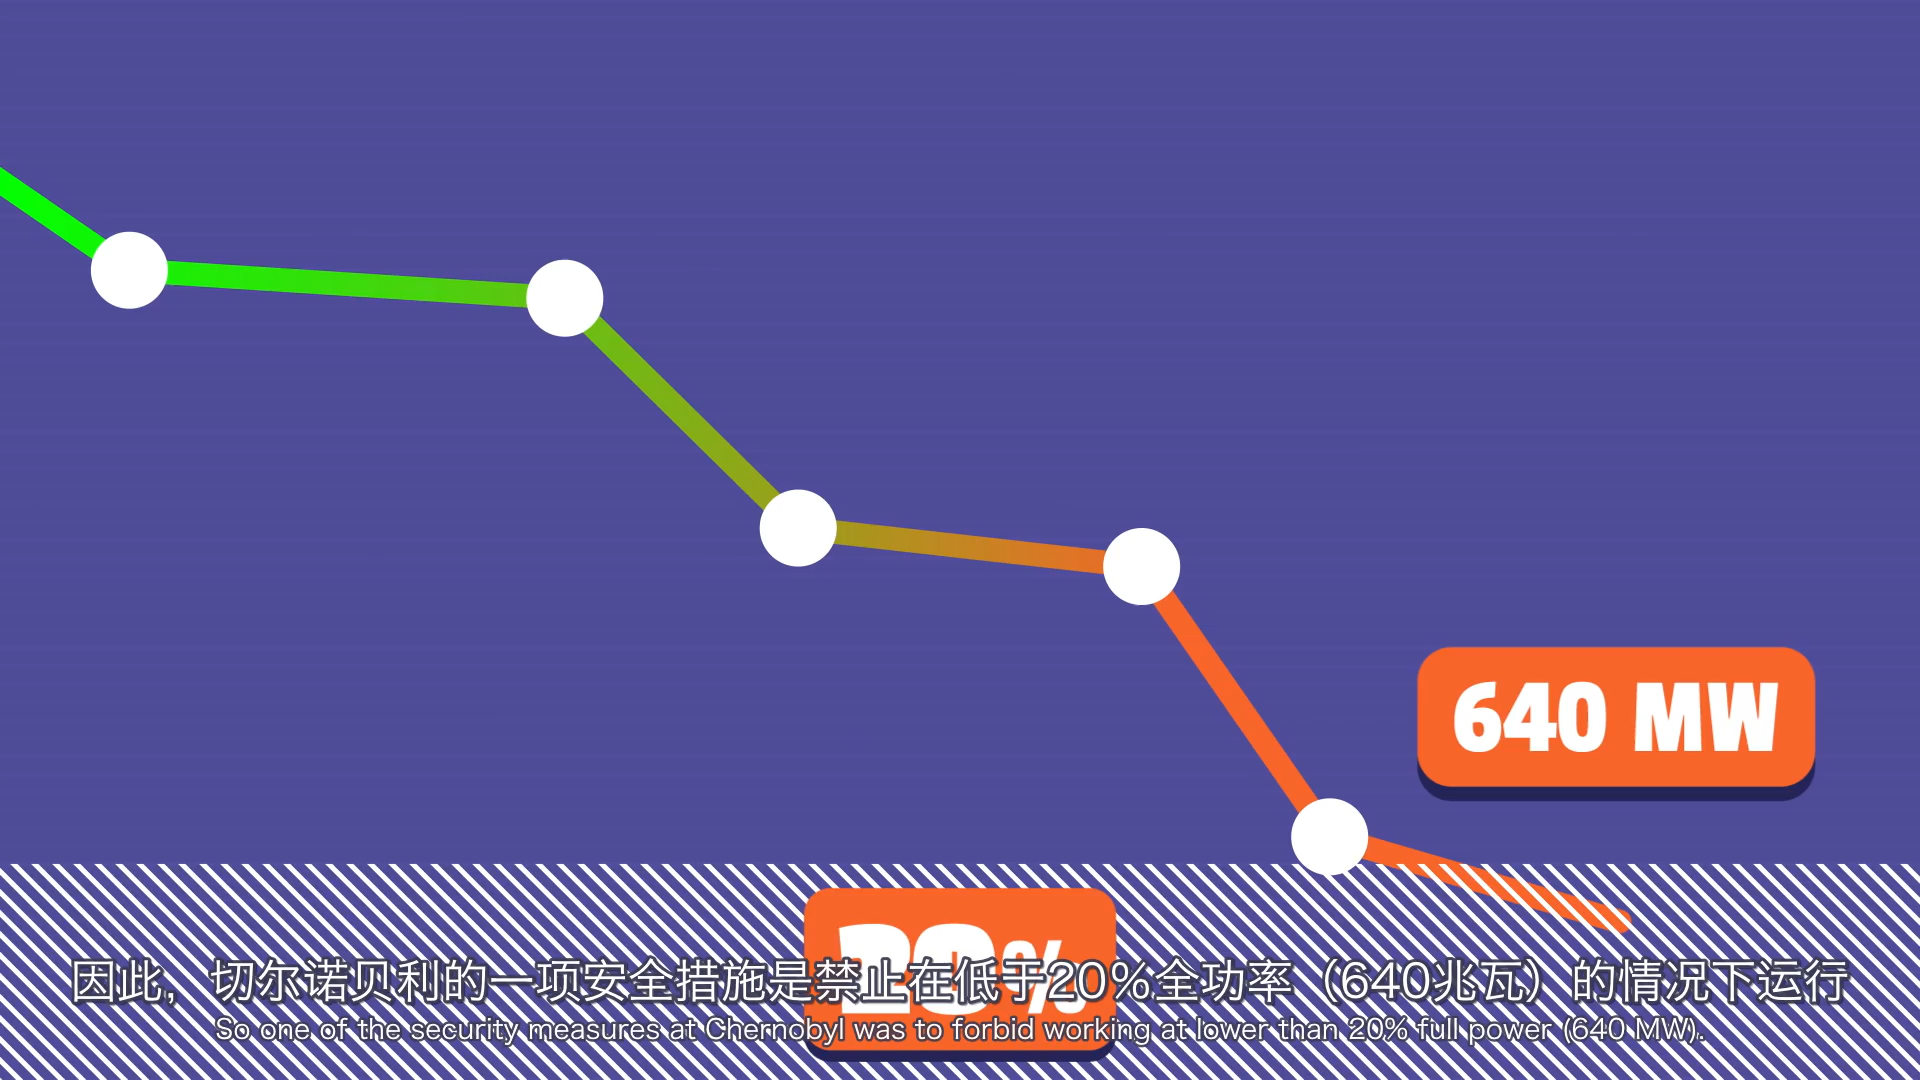 640 MW
20%
因此，切尔诺贝利的一项安全措施是禁止在低于20%全功率（640兆瓦）的情况下运行
So one of the security measures at Chernobyl was to forbid working at lower than 20% full power (640 MW).